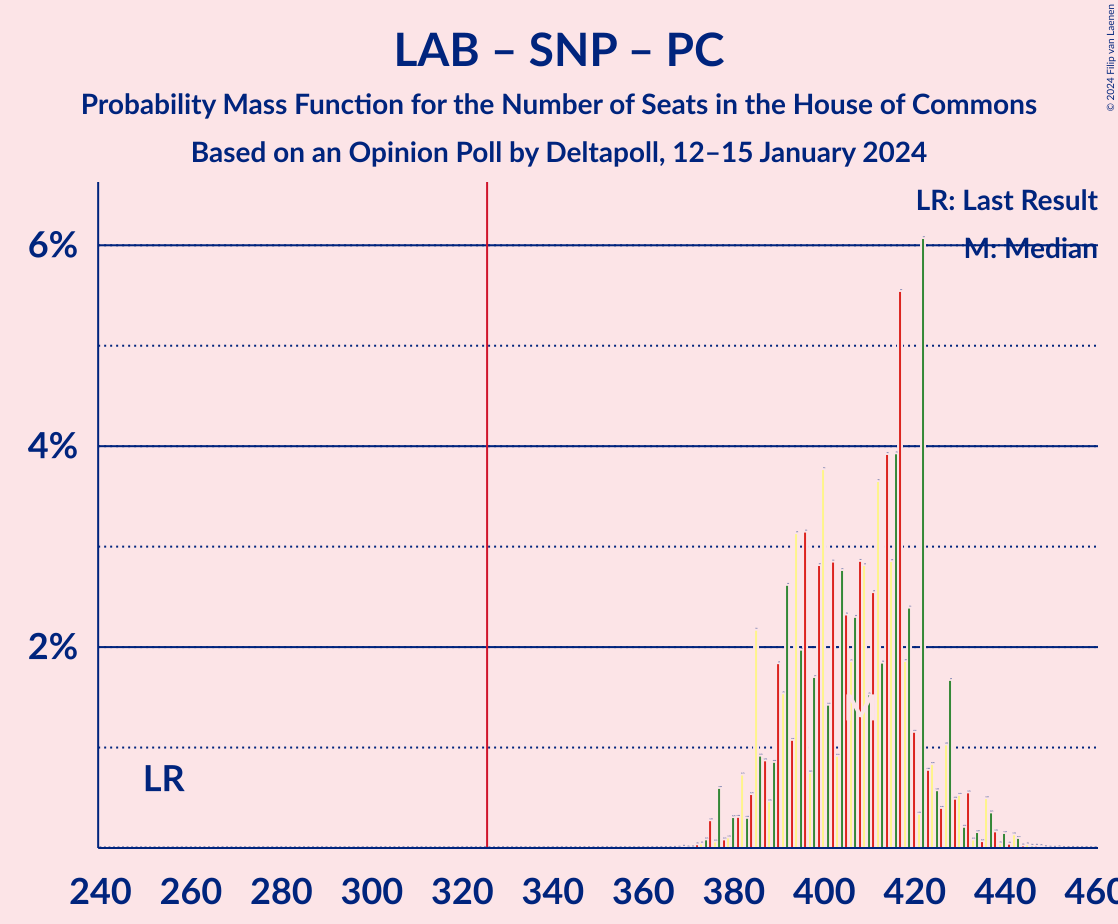 LAB – SNP – PC
Probability Mass Function for the Number of Seats in the House of Commons
Based on an Opinion Poll by Deltapoll, 12–15 January 2024
© 2024 Filip van Laenen
LR: Last Result
M: Median
6%
4%
2%
LR
M
240 260 280 300 320 340 360 380 400 420 440 460